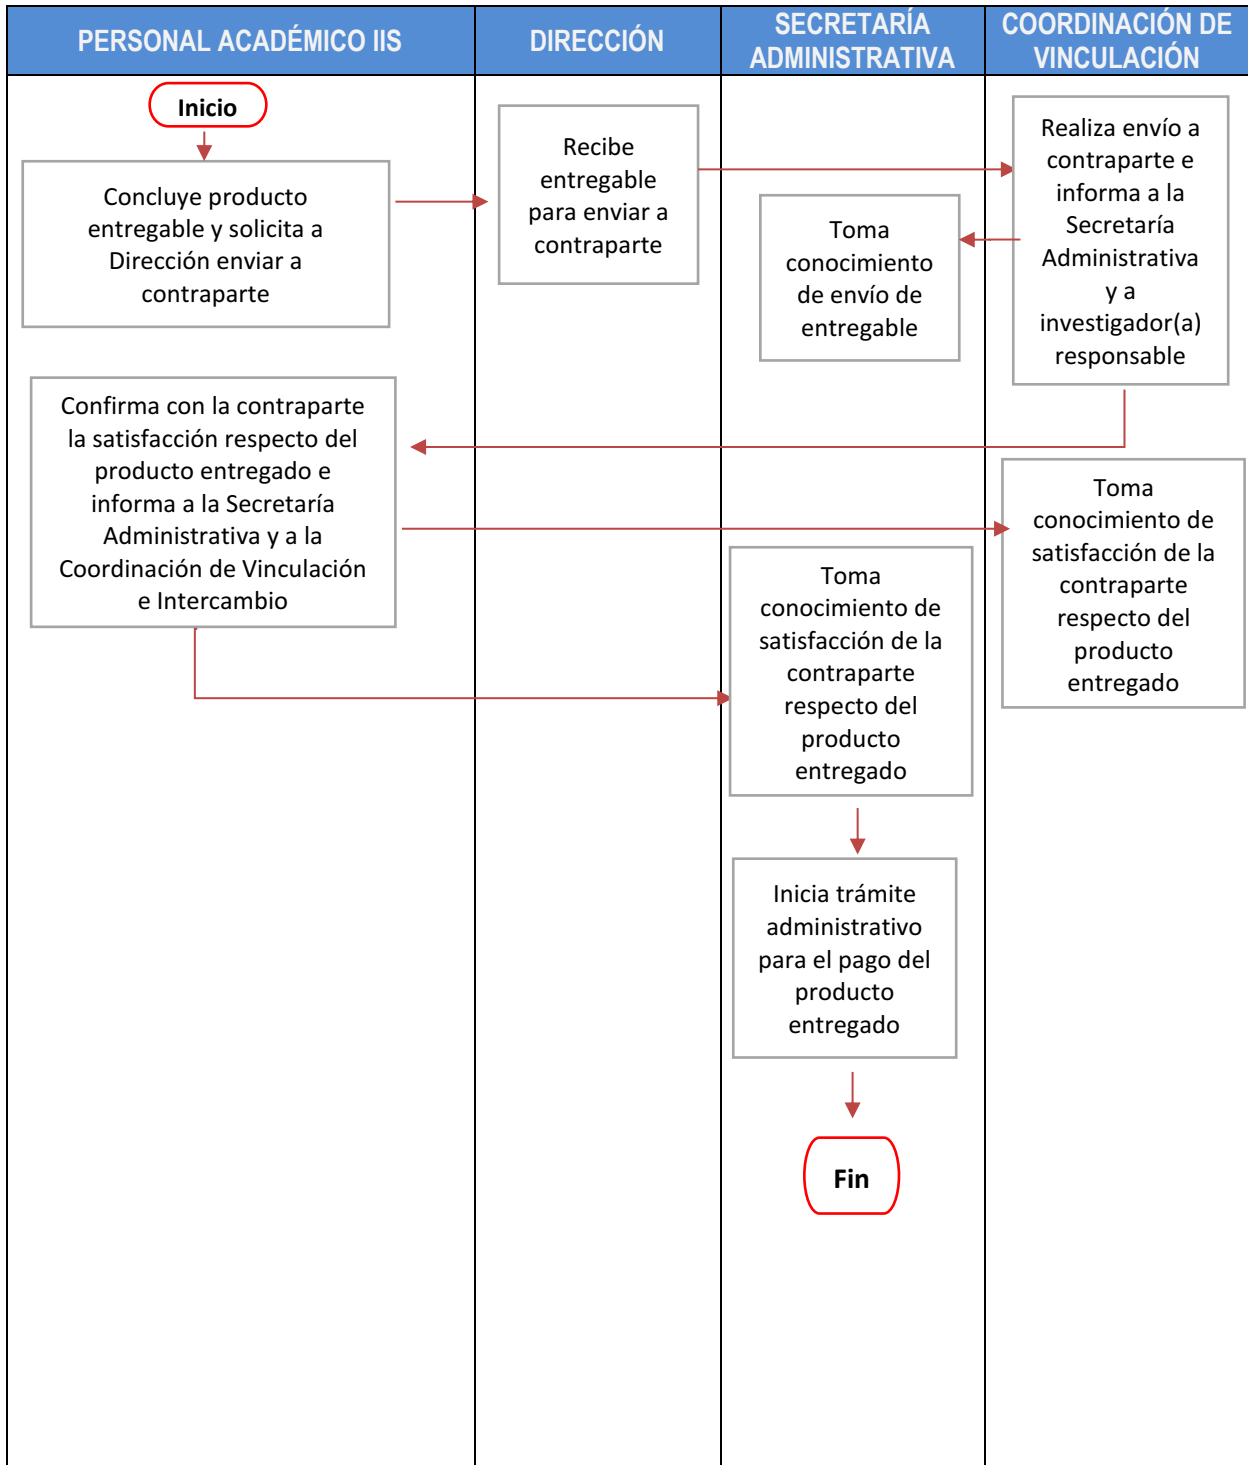 PERSONAL ACADÉMICO IIS
DIRECCIÓN
SECRETARÍA
ADMINISTRATIVA
COORDINACIÓN DE
VINCULACIÓN
Inicio
Concluye producto
entregable y solicita a
Dirección enviar a
contraparte
Recibe
entregable
para enviar a
contraparte
Realiza envío a
contraparte e
informa a la
Secretaría
Administrativa
y a
investigador(a)
responsable
Toma
conocimiento
de envío de
entregable
Confirma con la contraparte
la satisfacción respecto del
producto entregado e
informa a la Secretaría
Administrativa y a la
Coordinación de Vinculación
e Intercambio
Toma
conocimiento de
satisfacción de la
contraparte
respecto del
producto
entregado
Toma
conocimiento de
satisfacción de la
contraparte
respecto del
producto
entregado
Inicia trámite
administrativo
para el pago del
producto
entregado
Fin